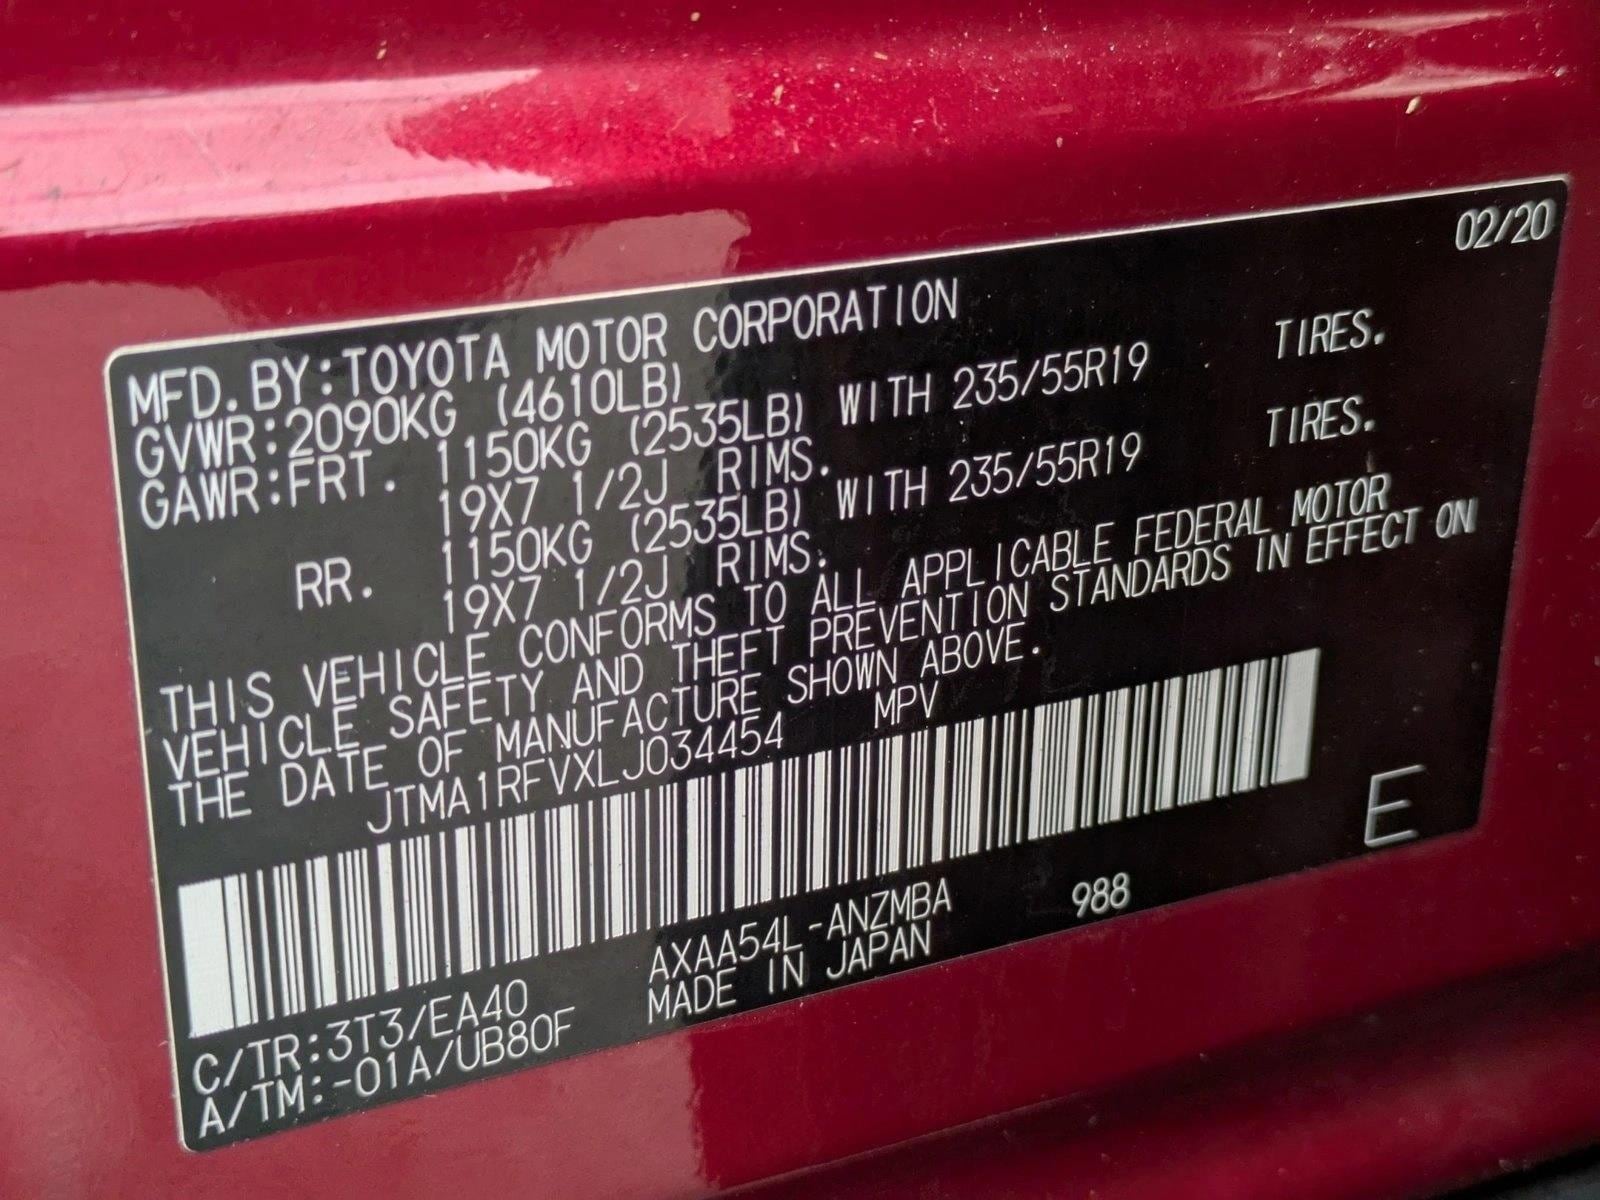 02/20
MFD.BY:TOYOTA MOTOR CORPORATION
GVWR:2090KG (4610LB)
GAWR:FRT. 1150KG (2535LB) WITH 235/55R19 TIRES.
19X7 1/2J RIMS.
RR. 1150KG (2535LB) WITH 235/55R19 TIRES.
19X7 1/2J RIMS.
THIS VEHICLE CONFORMS TO ALL APPLICABLE FEDERAL MOTOR
VEHICLE SAFETY AND THEFT PREVENTION STANDARDS IN EFFECT ON
THE DATE OF MANUFACTURE SHOWN ABOVE.
JTMA1RFVXLJ034454 MPV
E
C/TR:3T3/EA40 AXAA54L-ANZMBA 988
A/TM:-01A/UB80F MADE IN JAPAN